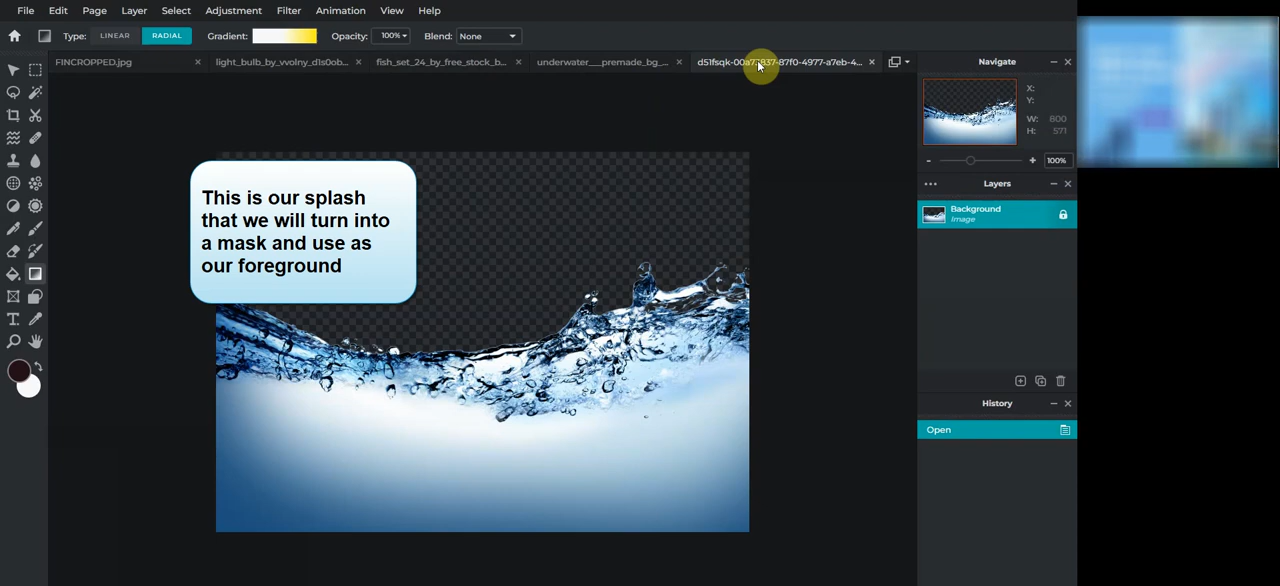 File Edit Page Layer Select Adjustment Filter Image Animation View Help
Type: LINEAR RADIAL Gradient: Opacity: 100% Blend: None
FINCROPPED.jpg light_bulb_by_vvolny_d1s0ob... fish_set_24_by_free_stock_b... underwater___premade_bg_...
Navigate
X:
Y:
W: 800
H: 571
100%
Layers
Background
Image
History
Open
This is our splash
that we will turn into
a mask and use as
our foreground